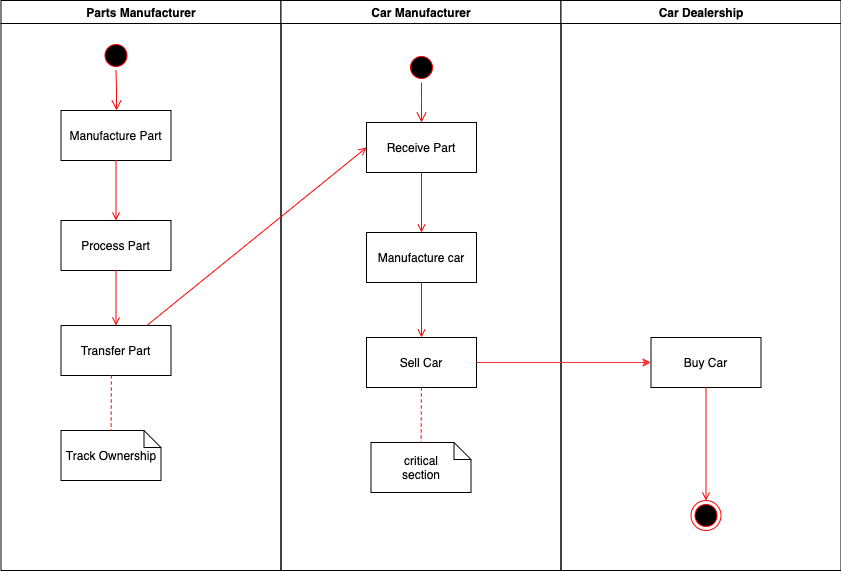 Parts Manufacturer
Car Manufacturer
Car Dealership
Manufacture Part
Process Part
Transfer Part
Track Ownership
Receive Part
Manufacture car
Sell Car
critical
section
Buy Car